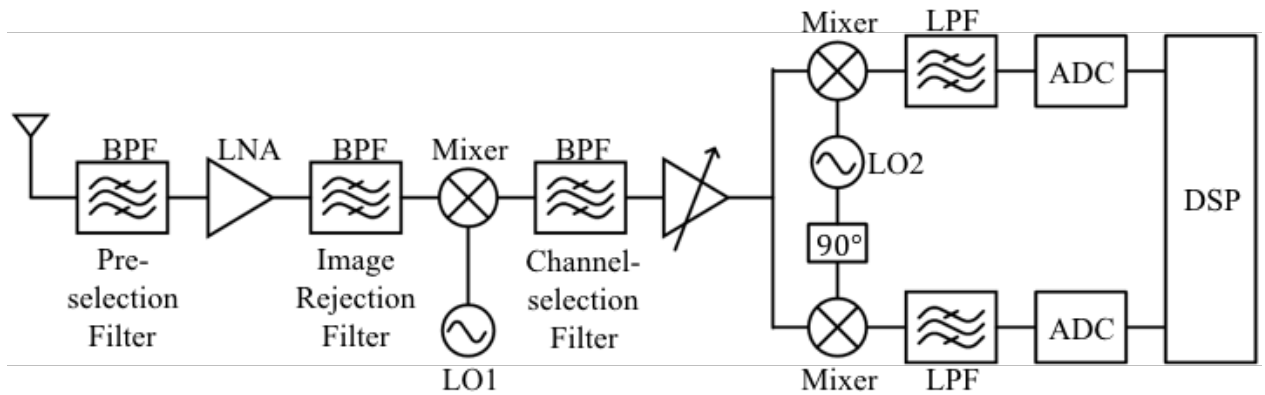 Mixer
LPF
ADC
BPF
LNA
BPF
Mixer
BPF
LO2
DSP
90°
Pre-
selection
Filter
Image
Rejection
Filter
Channel-
selection
Filter
LO1
ADC
Mixer
LPF